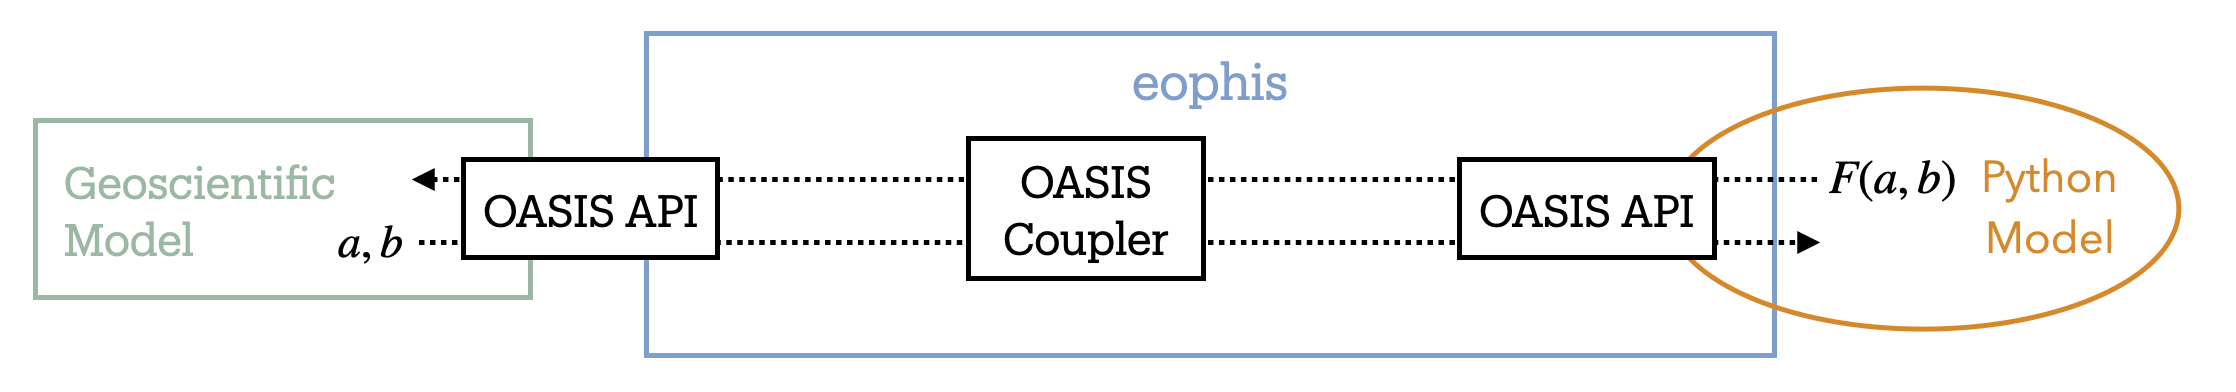 eophis
Geoscientific
Model
a, b
OASIS API
OASIS
Coupler
OASIS API
F(a, b)
Python
Model